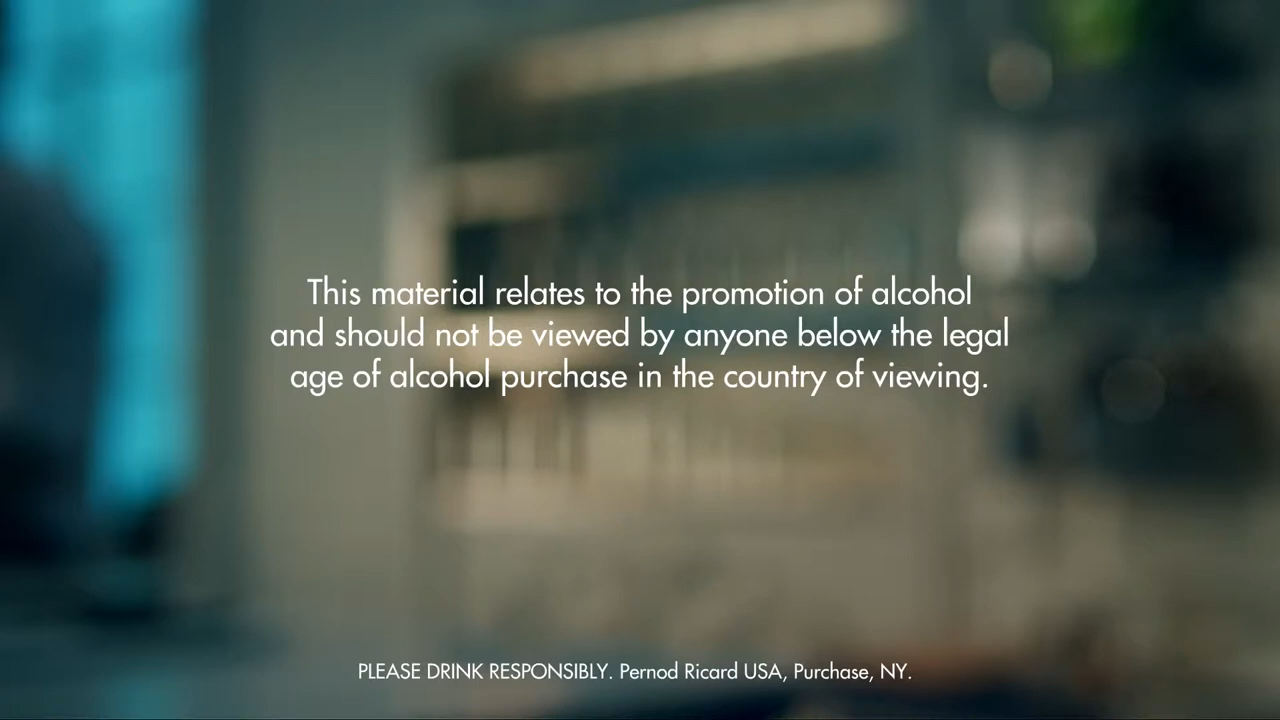 This material relates to the promotion of alcohol
and should not be viewed by anyone below the legal
age of alcohol purchase in the country of viewing.
PLEASE DRINK RESPONSIBLY. Pernod Ricard USA, Purchase, NY.